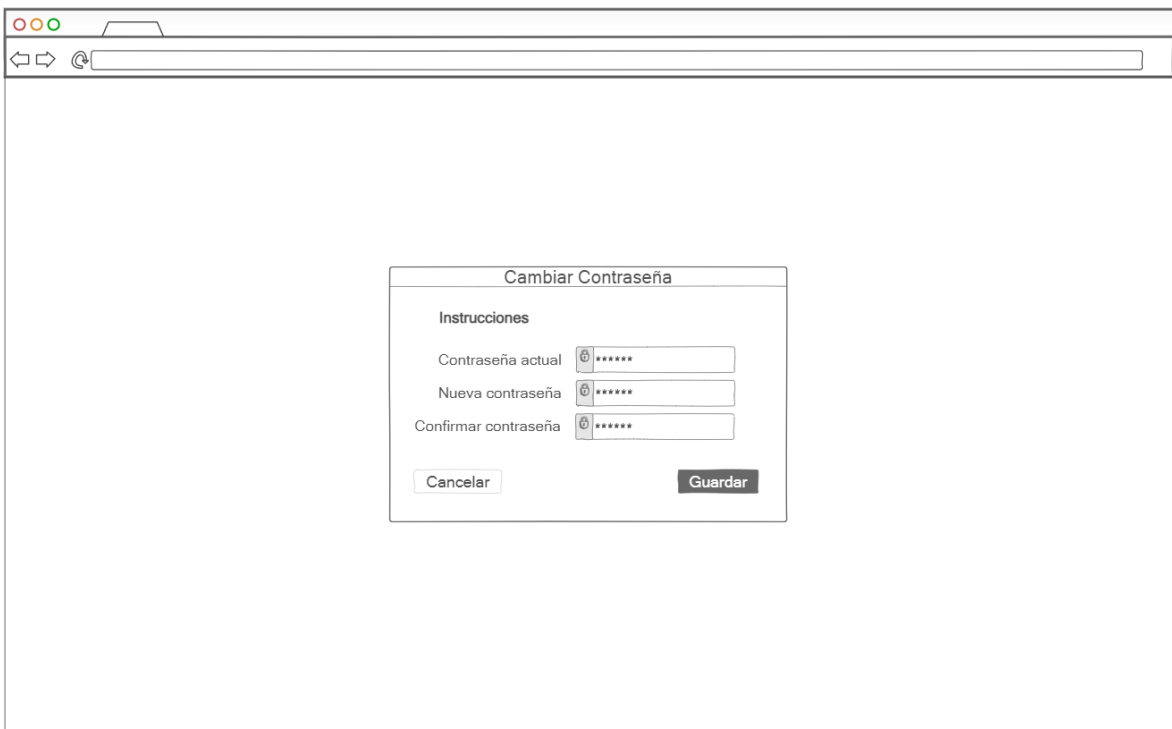 Cambiar Contraseña
Instrucciones
Contraseña actual ******
Nueva contraseña ******
Confirmar contraseña ******
Cancelar Guardar